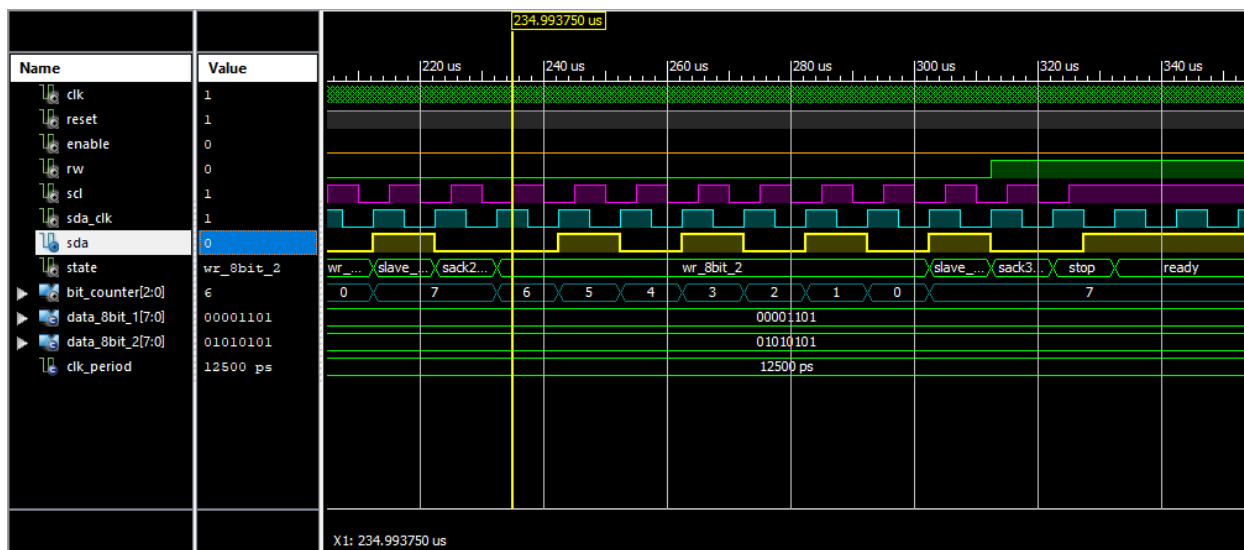 234.993750 us
Name Value
220 us 240 us 260 us 280 us 300 us 320 us 340 us
clk 1
reset 1
enable 0
rw 0
scl 1
sda_clk 1
sda 0
state wr_8bit_2 wr_... slave_... sack2... wr_8bit_2 slave_... sack3... stop ready
bit_counter[2:0] 6 0 7 6 5 4 3 2 1 0 7
data_8bit_1[7:0] 00001101 00001101
data_8bit_2[7:0] 01010101 01010101
clk_period 12500 ps 12500 ps
X1: 234.993750 us